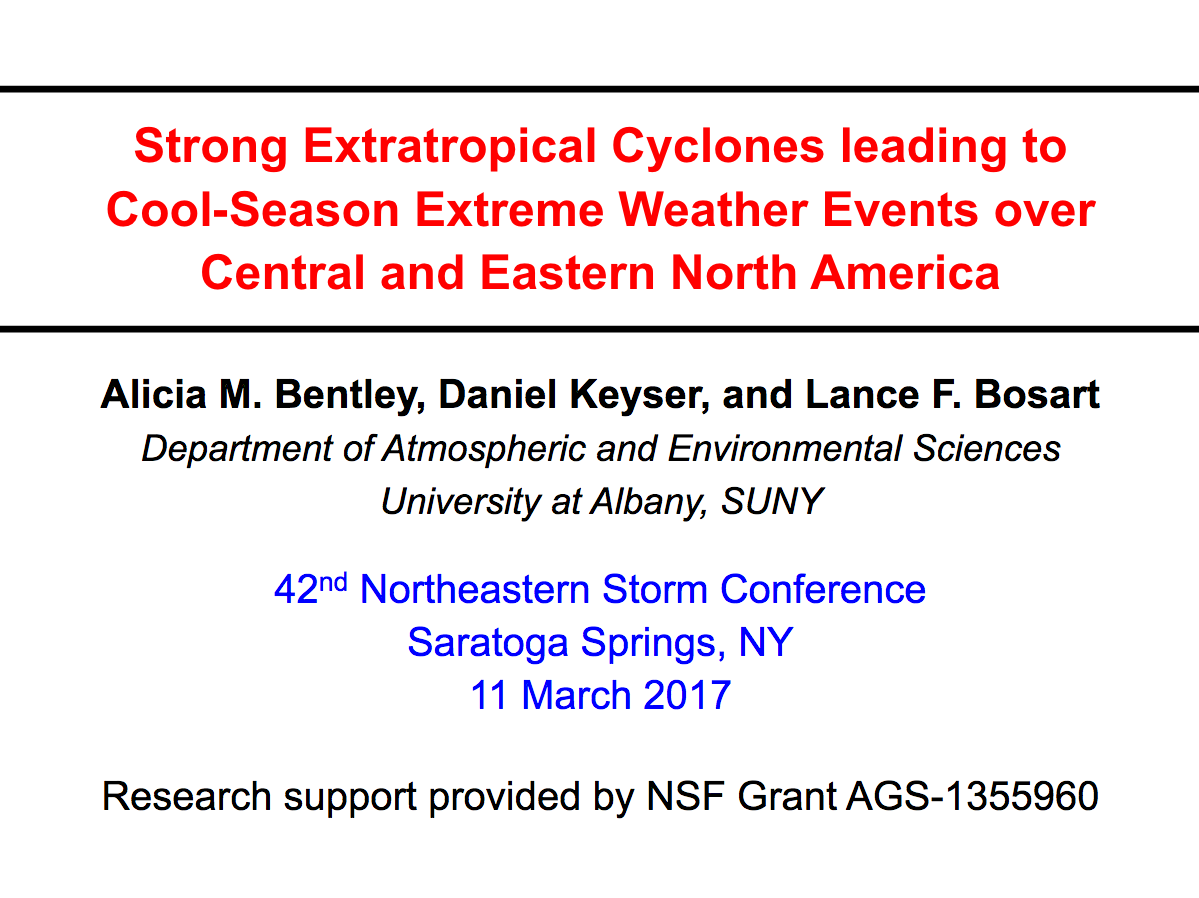 Strong Extratropical Cyclones leading to
Cool-Season Extreme Weather Events over
Central and Eastern North America
Alicia M. Bentley, Daniel Keyser, and Lance F. Bosart
Department of Atmospheric and Environmental Sciences
University at Albany, SUNY
42nd Northeastern Storm Conference
Saratoga Springs, NY
11 March 2017
Research support provided by NSF Grant AGS-1355960